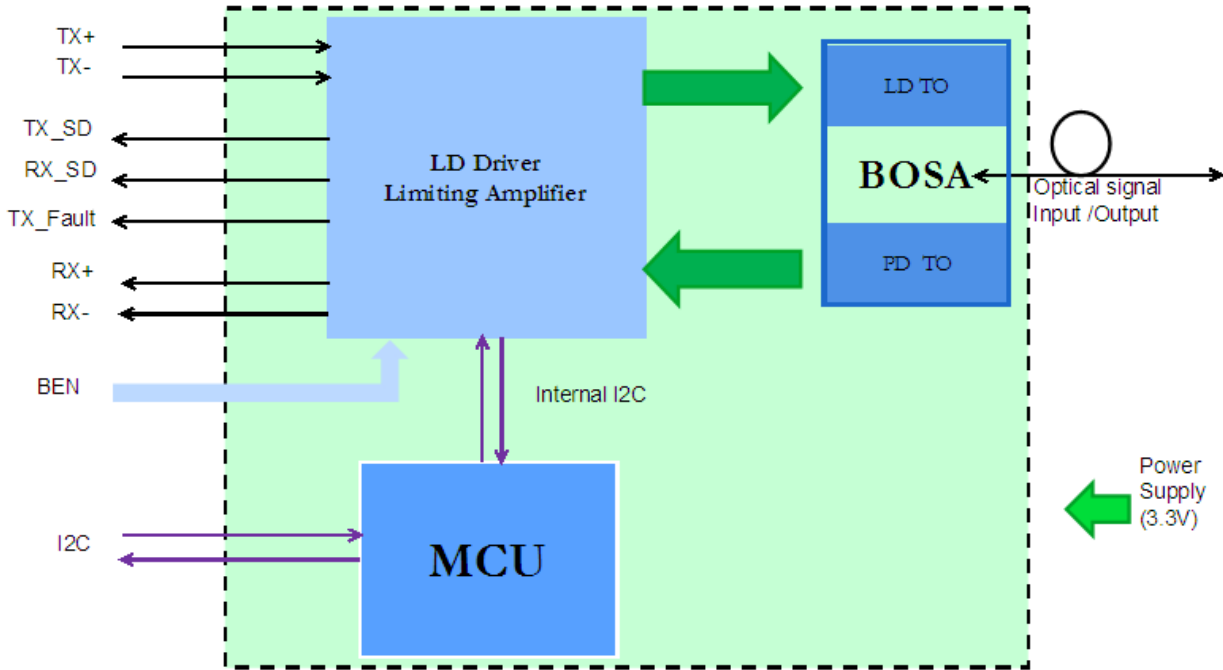 TX+
TX-
TX_SD
RX_SD
TX_Fault
RX+
RX-
BEN
I2C
LD Driver
Limiting Amplifier
Internal I2C
MCU
LD TO
BOSA
PD TO
Optical signal
Input /Output
Power
Supply
(3.3V)